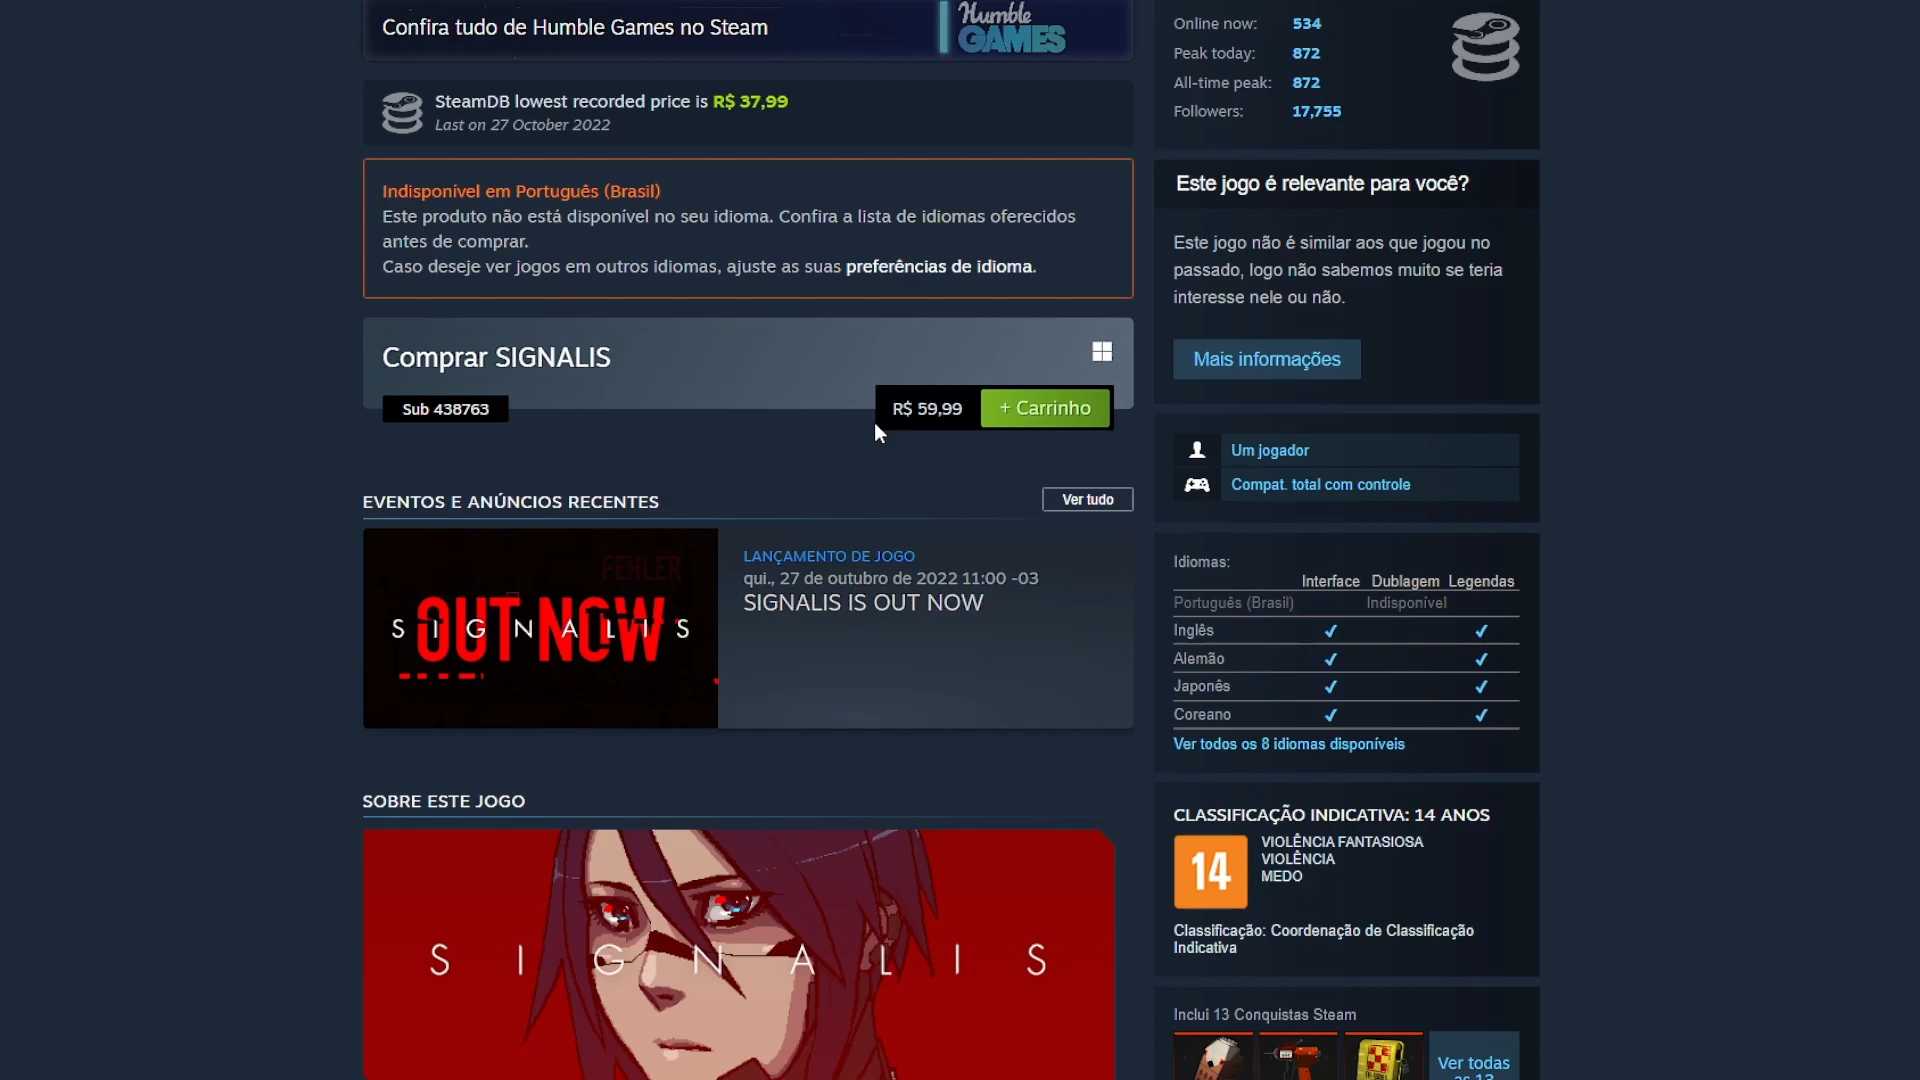 Confira tudo de Humble Games no Steam
Humble
GAMES
SteamDB lowest recorded price is R$ 37,99
Last on 27 October 2022
Indisponível em Português (Brasil)
Este produto não está disponível no seu idioma. Confira a lista de idiomas oferecidos
antes de comprar.
Caso deseje ver jogos em outros idiomas, ajuste as suas preferências de idioma.
Comprar SIGNALIS
Sub 438763
R$ 59,99
+ Carrinho
EVENTOS E ANÚNCIOS RECENTES
Ver tudo
FEHLER
SIGNALIS
OUT NOW
LANÇAMENTO DE JOGO
qui., 27 de outubro de 2022 11:00 -03
SIGNALIS IS OUT NOW
SOBRE ESTE JOGO
SIGNALIS
Online now: 534
Peak today: 872
All-time peak: 872
Followers: 17,755
Este jogo é relevante para você?
Este jogo não é similar aos que jogou no
passado, logo não sabemos muito se teria
interesse nele ou não.
Mais informações
Um jogador
Compat. total com controle
Idiomas:
Interface Dublagem Legendas
Português (Brasil) Indisponível
Inglês ✔ ✔
Alemão ✔ ✔
Japonês ✔ ✔
Coreano ✔ ✔
Ver todos os 8 idiomas disponíveis
CLASSIFICAÇÃO INDICATIVA: 14 ANOS
14
VIOLÊNCIA FANTASIOSA
VIOLÊNCIA
MEDO
Classificação: Coordenação de Classificação
Indicativa
Inclui 13 Conquistas Steam
Ver todas
as 13